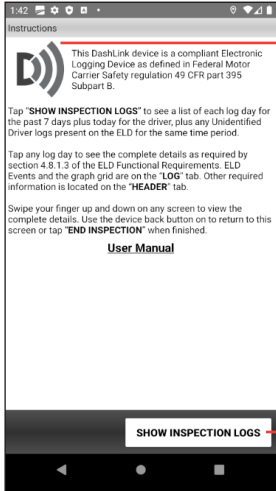 1:42
Instructions
This DashLink device is a compliant Electronic
Logging Device as defined in Federal Motor
Carrier Safety regulation 49 CFR part 395
Subpart B.
Tap "SHOW INSPECTION LOGS" to see a list of each log day for
the past 7 days plus today for the driver, plus any Unidentified
Driver logs present on the ELD for the same time period.
Tap any log day to see the complete details as required by
section 4.8.1.3 of the ELD Functional Requirements. ELD
Events and the graph grid are on the "LOG" tab. Other required
information is located on the "HEADER" tab.
Swipe your finger up and down on any screen to view the
complete details. Use the device back button on to return to this
screen or tap "END INSPECTION" when finished.
User Manual
SHOW INSPECTION LOGS